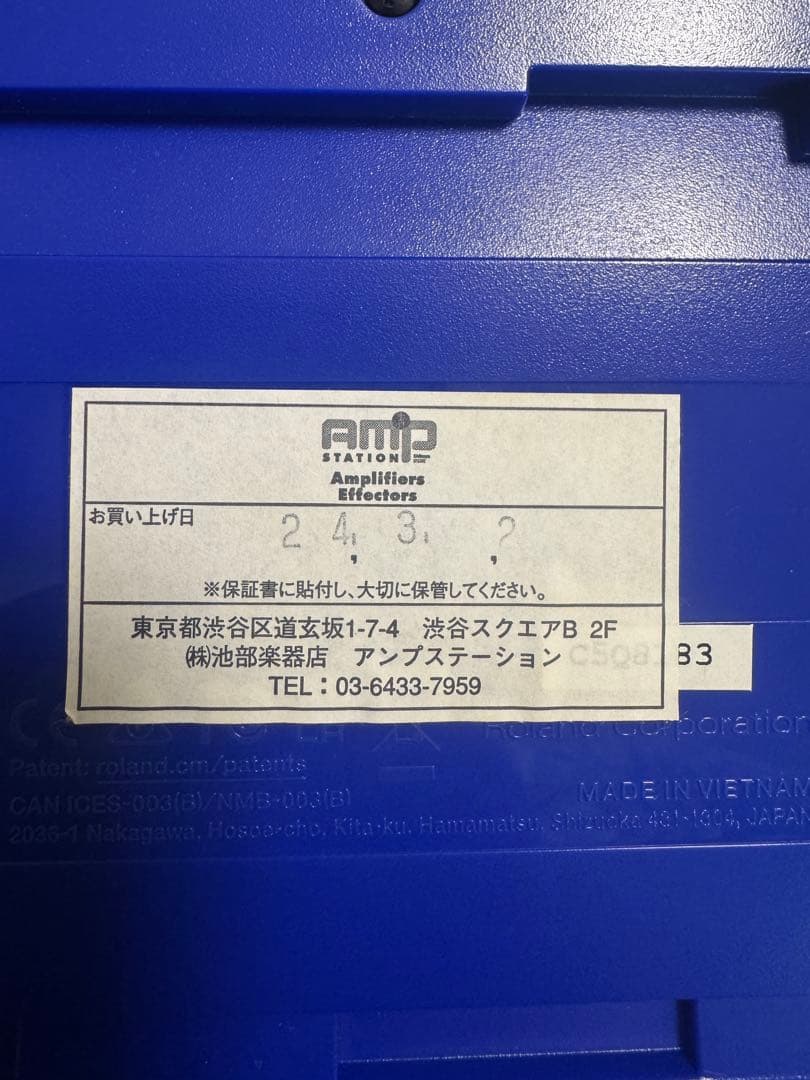 AMP
STATION
Amplifiers
Effectors
お買い上げ日
24, 3. , 2
※保証書に貼付し、大切に保管してください。
東京都渋谷区道玄坂1-7-4 渋谷スクエアB 2F
㈱池部楽器店 アンプステーション
TEL：03-6433-7959
83
Roland Corporation
Patent: roland.cm/patents
CAN ICES-003(B)/NMB-003(B)
MADE IN VIETNAM
2036-1 Nakagawa, Hosoe-cho, Kita-ku, Hamamatsu, Shizuoka 431-1304, JAPAN